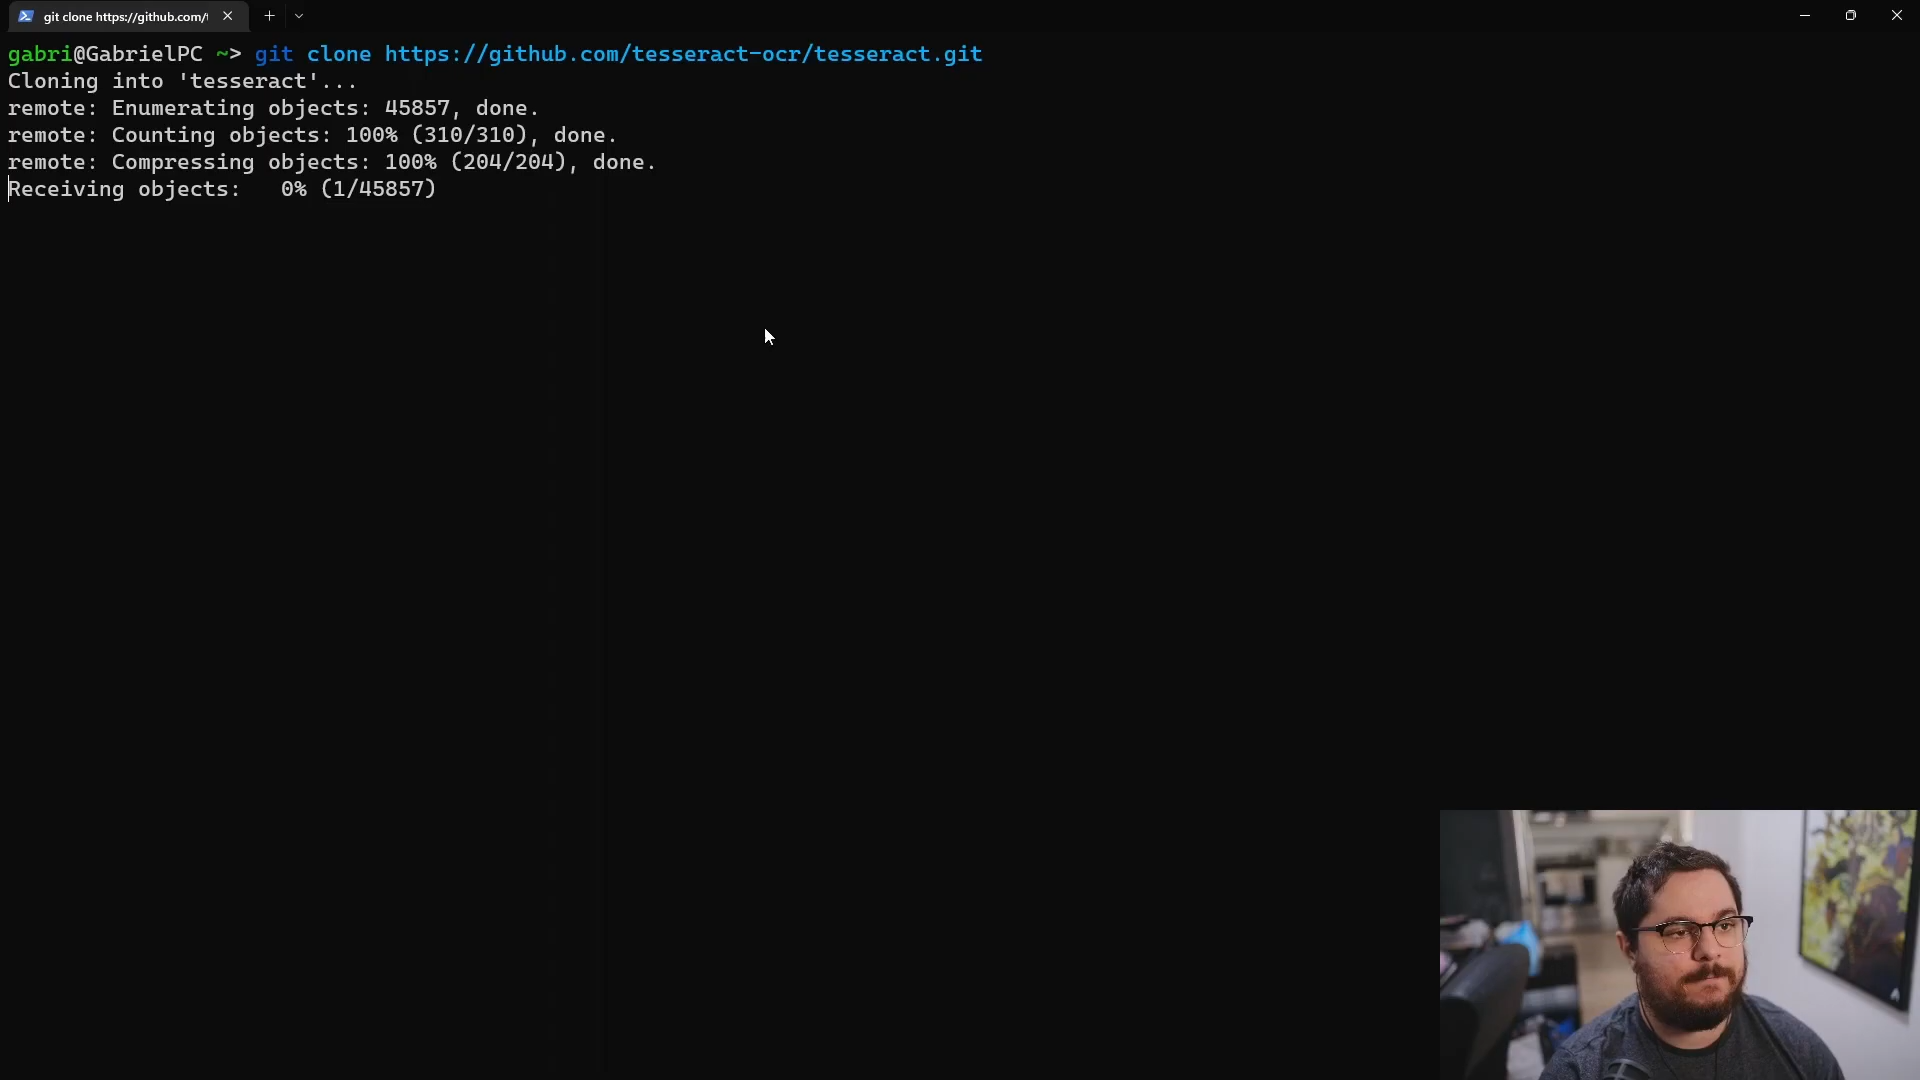 git clone https://github.com/t
gabri@GabrielPC ~> git clone https://github.com/tesseract-ocr/tesseract.git
Cloning into 'tesseract'...
remote: Enumerating objects: 45857, done.
remote: Counting objects: 100% (310/310), done.
remote: Compressing objects: 100% (204/204), done.
Receiving objects:   0% (1/45857)